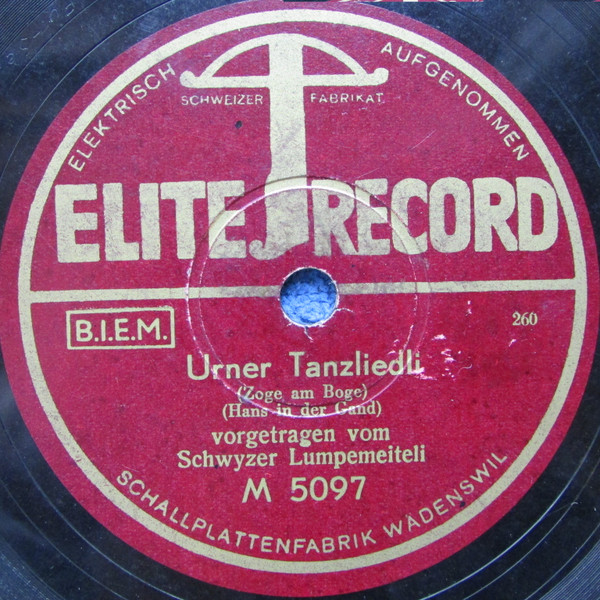 ELEKTRISCH AUFGENOMMEN
SCHWEIZER FABRIKAT
ELITE RECORD
B.I.E.M.
260
Urner Tanzliedli
(Zoge am Boge)
(Hans in der Gand)
vorgetragen vom
Schwyzer Lumpemeiteli
M 5097
SCHALLPLATTENFABRIK WÄDENSWIL